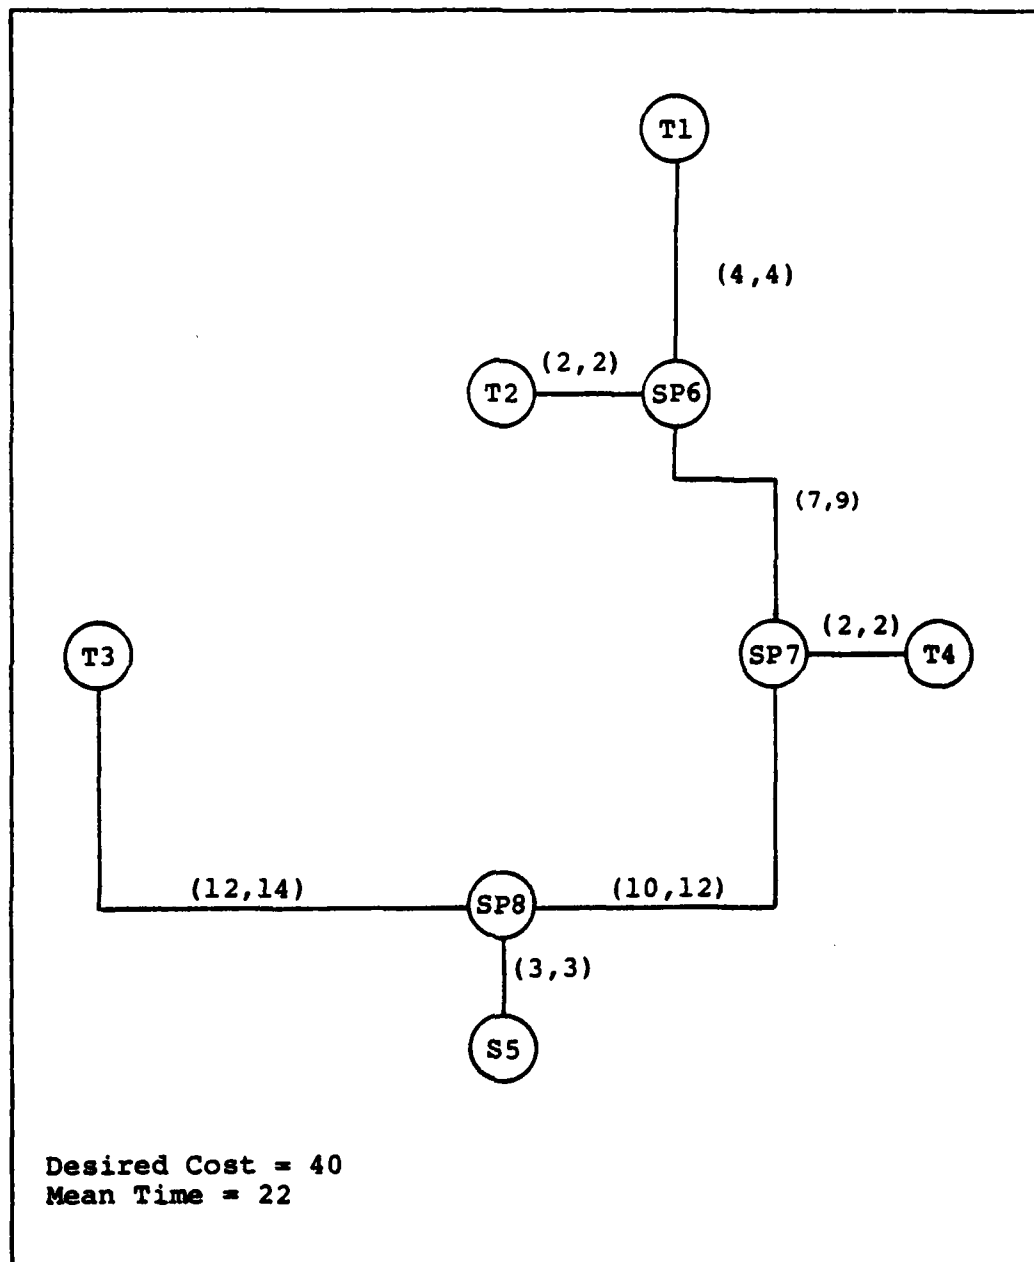 T1
(4,4)
(2,2)
T2
SP6
(7,9)
(2,2)
T3
SP7
T4
(12,14)
SP8
(10,12)
(3,3)
S5
Desired Cost = 40
Mean Time = 22